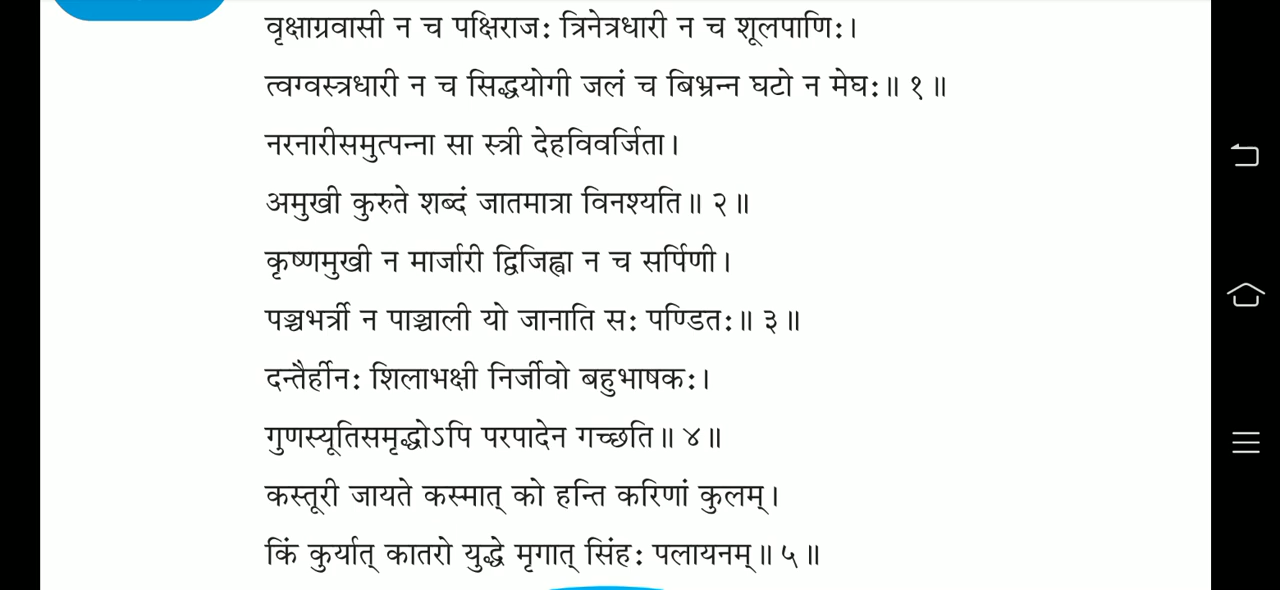 वृक्षाग्रवासी न च पक्षिराज: त्रिनेत्रधारी न च शूलपाणि:।
त्वग्वस्त्रधारी न च सिद्धयोगी जलं च बिभ्रन्न घटो न मेघ:॥ १॥
नरनारीसमुत्पन्ना सा स्त्री देहविवर्जिता।
अमुखी कुरुते शब्दं जातमात्रा विनश्यति॥ २॥
कृष्णमुखी न मार्जारी द्विजिह्वा न च सर्पिणी।
पञ्चभर्त्री न पाञ्चाली यो जानाति स: पण्डित:॥ ३॥
दन्तैर्हीन: शिलाभक्षी निर्जीवो बहुभाषक:।
गुणस्यूतिसमृद्धोऽपि परपादेन गच्छति॥ ४॥
कस्तूरी जायते कस्मात् को हन्ति करिणां कुलम्।
किं कुर्यात् कातरो युद्धे मृगात् सिंह: पलायनम्॥ ५॥